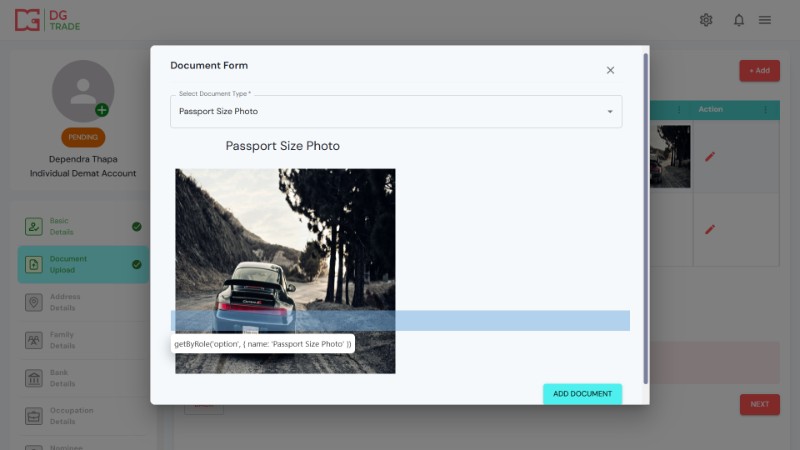 DG
TRADE
Document Form
Select Document Type *
Passport Size Photo
Passport Size Photo
+ Add
Action
PENDING
Dependra Thapa
Individual Demat Account
Basic
Details
Document
Upload
Address
Details
Family
Details
Bank
Details
Occupation
Details
Nominee
getByRole('option', { name: 'Passport Size Photo' })
ADD DOCUMENT
NEXT